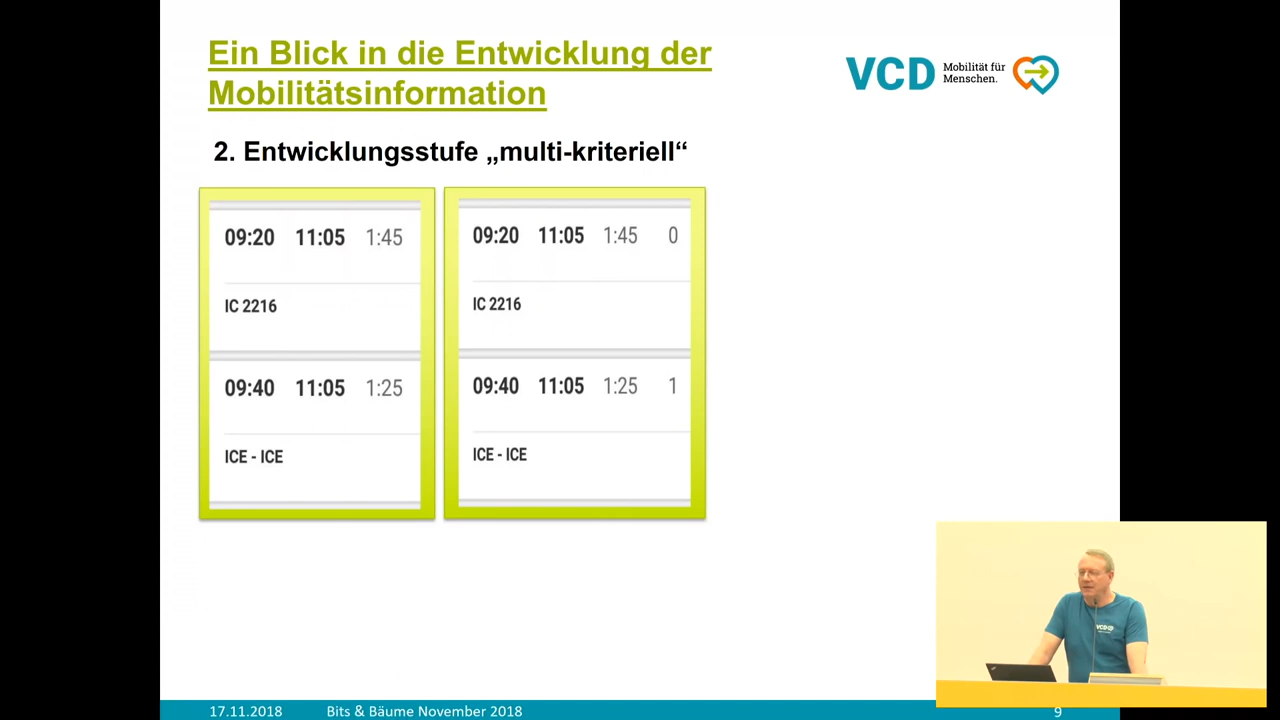 Ein Blick in die Entwicklung der
Mobilitätsinformation
VCD Mobilität für
Menschen.
2. Entwicklungsstufe „multi-kriteriell“
09:20 11:05 1:45
IC 2216
09:40 11:05 1:25
ICE - ICE
09:20 11:05 1:45 0
IC 2216
09:40 11:05 1:25 1
ICE - ICE
VCD
17.11.2018 Bits & Bäume November 2018 9